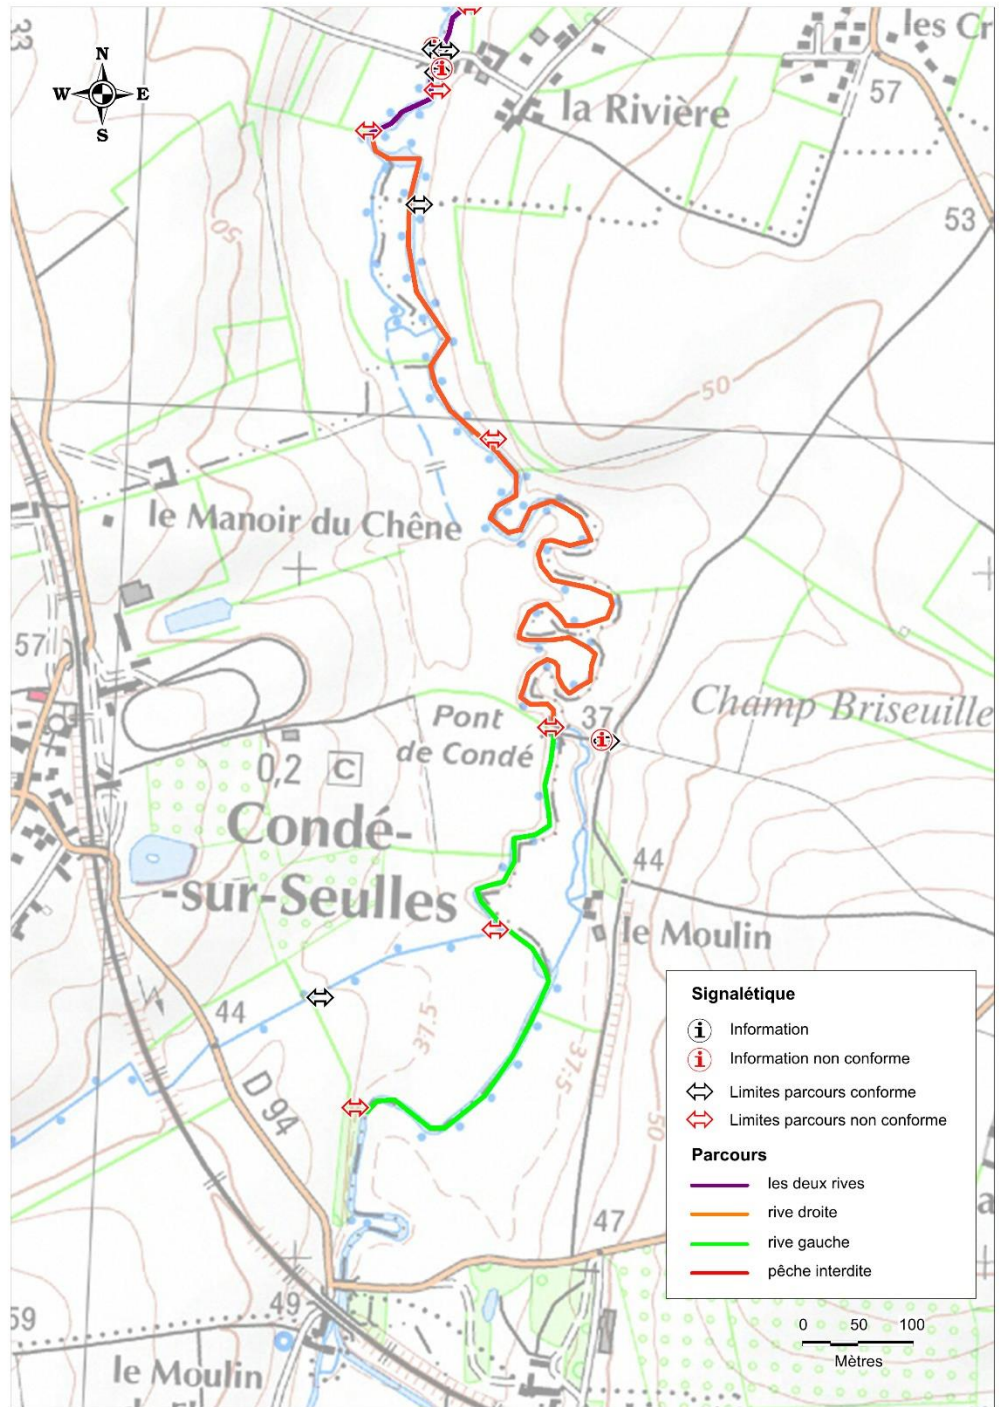 33
les Cr
N
W E
S
la Rivière
57
53
50
50
le Manoir du Chêne
57
Pont
de Condé
37
Champ Briseuille
0,2
C
Condé-
-sur-Seulles
44
le Moulin
44
37.5
37.5
50
D 94
47
49
59
le Moulin
Signalétique
Information
Information non conforme
Limites parcours conforme
Limites parcours non conforme
Parcours
les deux rives
rive droite
rive gauche
pêche interdite
0 50 100
Mètres